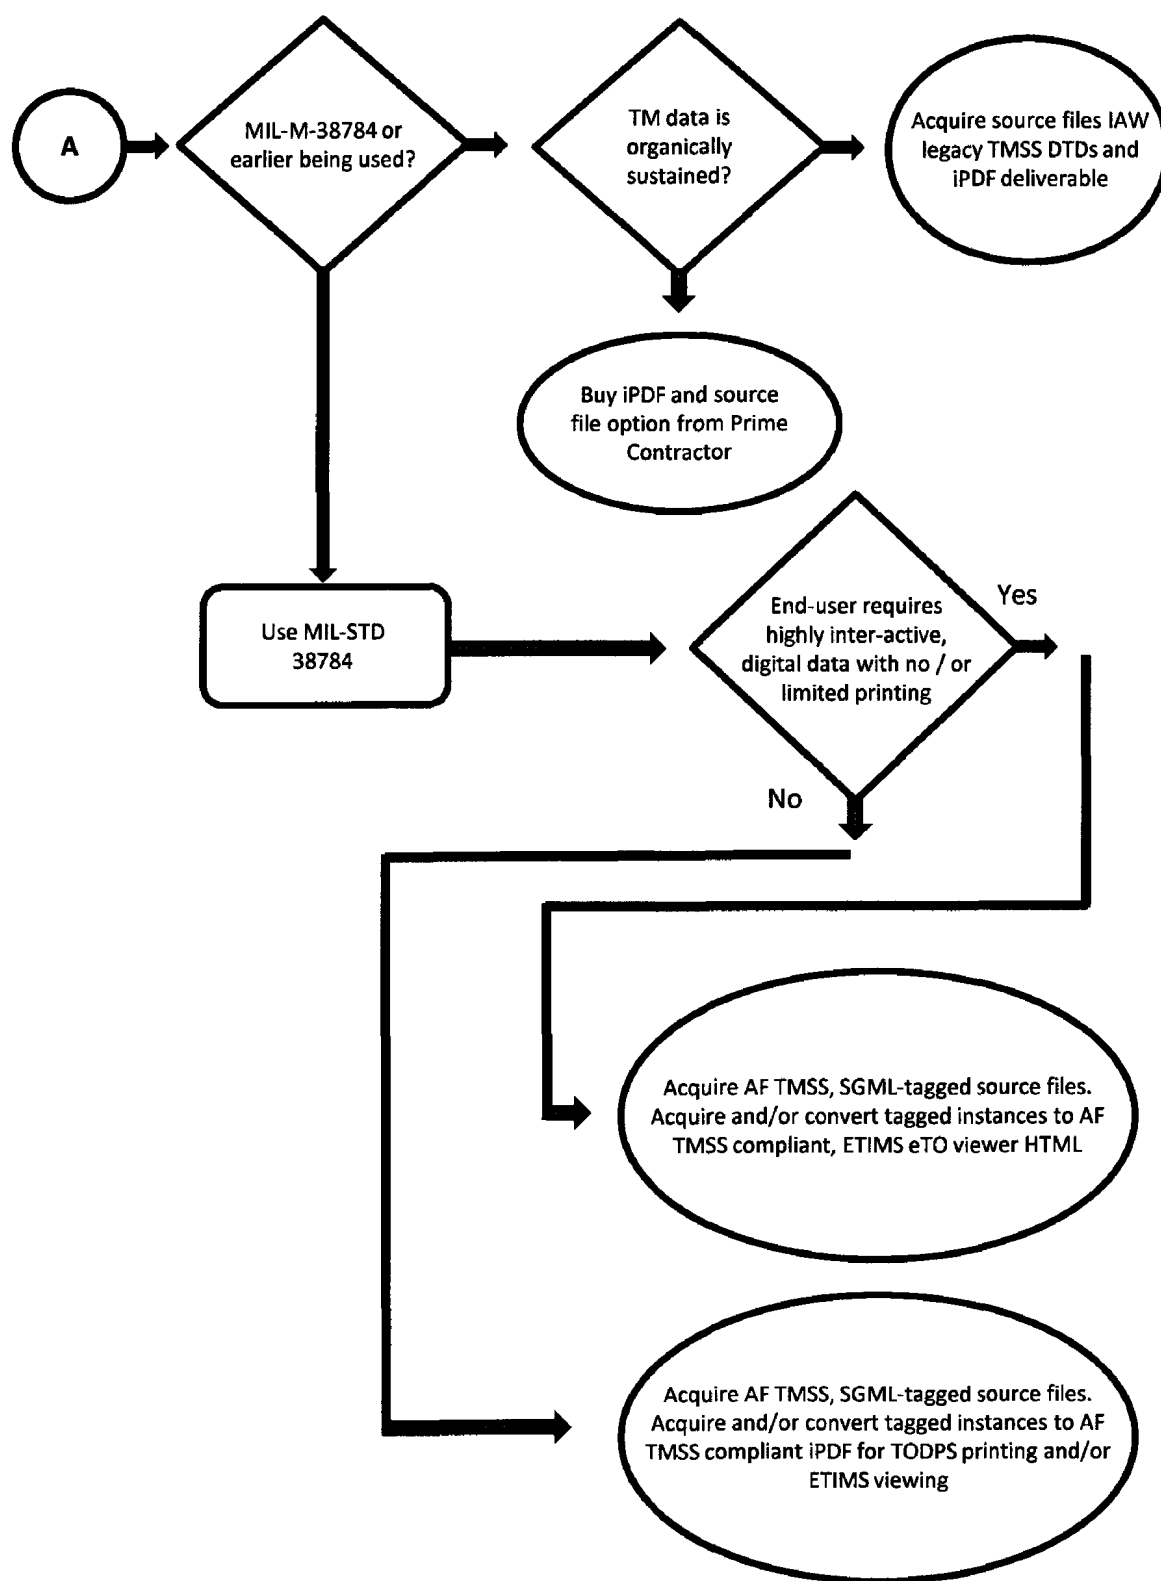 A
MIL-M-38784 or
earlier being used?
TM data is
organically
sustained?
Acquire source files IAW
legacy TMSS DTDs and
iPDF deliverable
Buy iPDF and source
file option from Prime
Contractor
Use MIL-STD
38784
End-user requires
highly inter-active,
digital data with no / or
limited printing
Yes
No
Acquire AF TMSS, SGML-tagged source files.
Acquire and/or convert tagged instances to AF
TMSS compliant, ETIMS eTO viewer HTML
Acquire AF TMSS, SGML-tagged source files.
Acquire and/or convert tagged instances to AF
TMSS compliant iPDF for TODPS printing and/or
ETIMS viewing